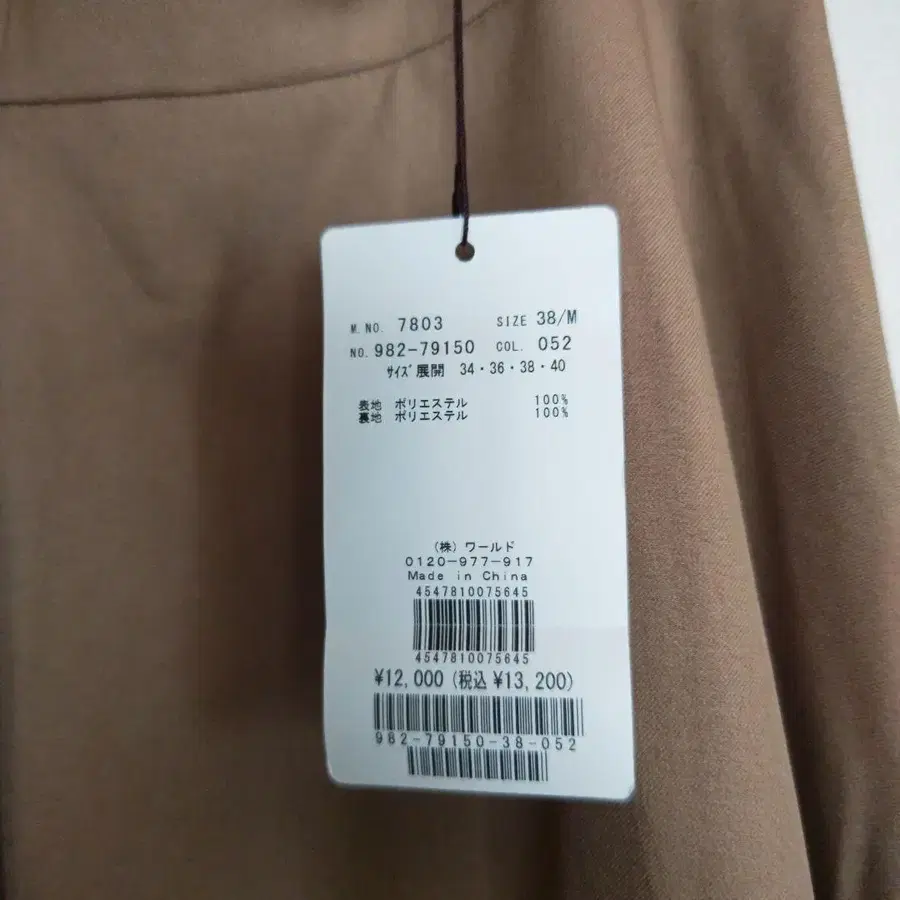 M.NO. 7803 SIZE 38/M
NO. 982-79150 COL. 052
ｻｲｽﾞ展開 34・36・38・40
表地 ポリエステル 100%
裏地 ポリエステル 100%
(株) ワールド
0120-977-917
Made in China
4547810075645
4547810075645
¥12,000 (税込 ¥13,200)
982-79150-38-052